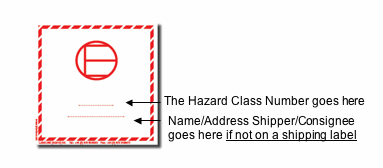 The Hazard Class Number goes here
Name/Address Shipper/Consignee
goes here if not on a shipping label